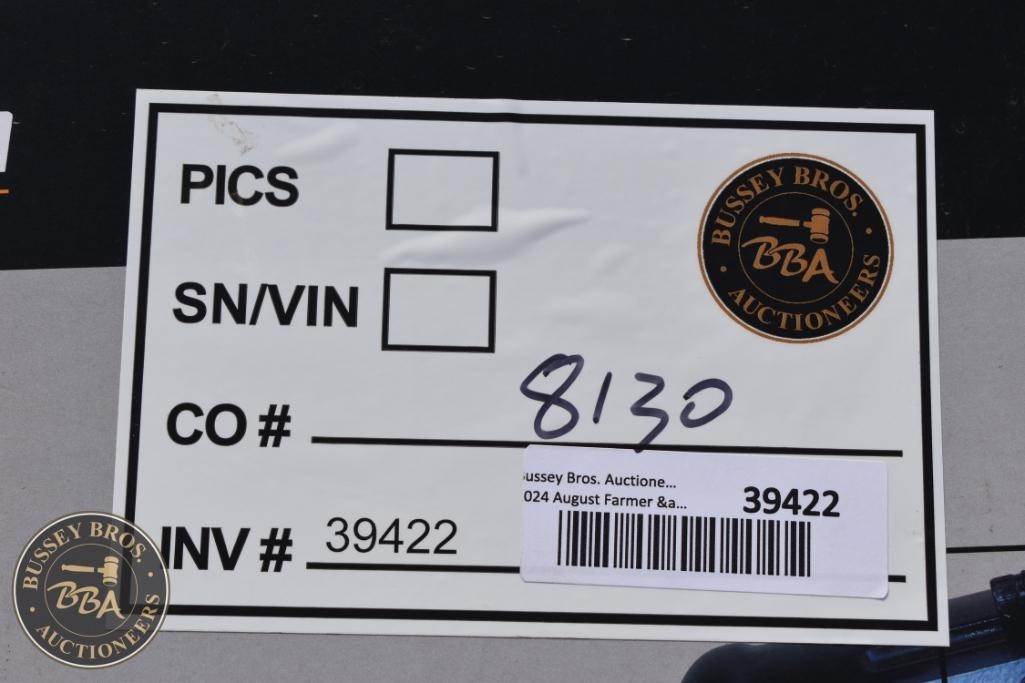 PICS
BUSSEY BROS.
BBA
AUCTIONEERS
SN/VIN
CO # 8130
ussey Bros. Auctione...
024 August Farmer &a...
39422
INV # 39422
BUSSEY BROS.
BBA
AUCTIONEERS